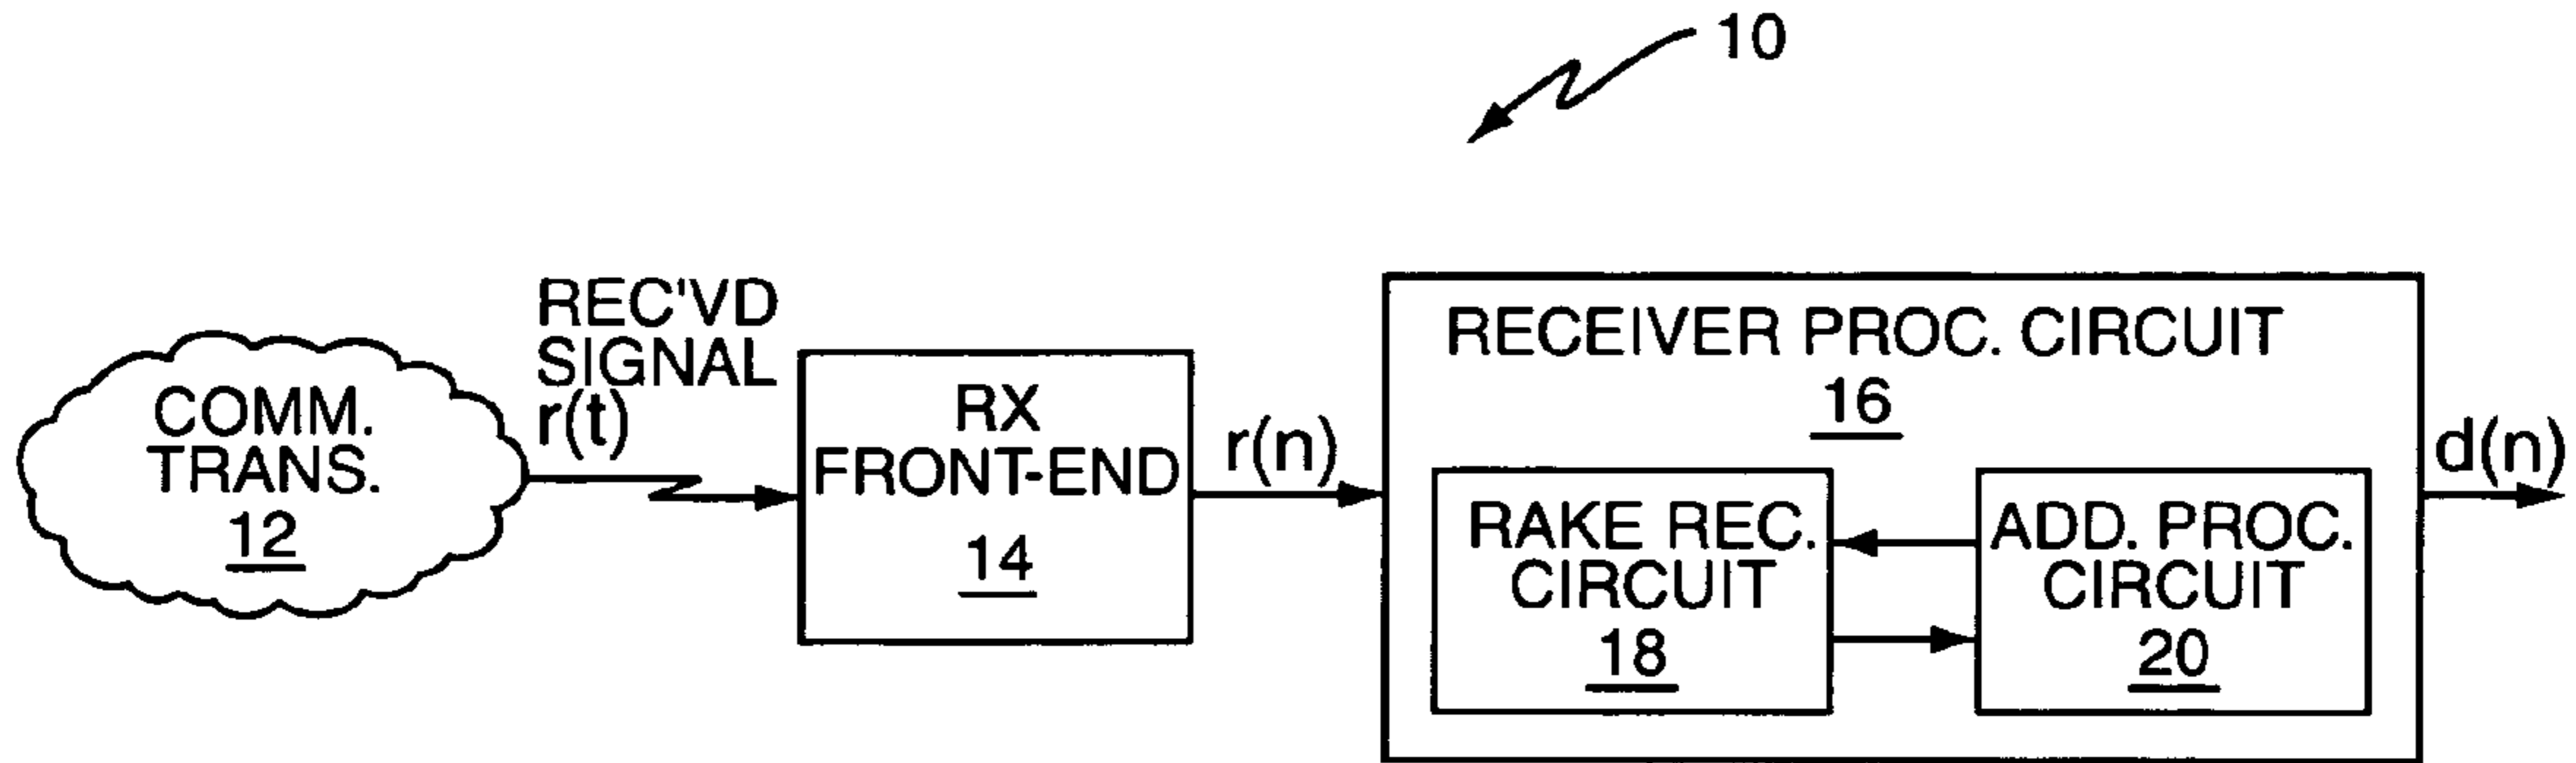 10
REC'VD
SIGNAL
r(t)
COMM.
TRANS.
12
RX
FRONT-END
14
r(n)
RECEIVER PROC. CIRCUIT
16
RAKE REC.
CIRCUIT
18
ADD. PROC.
CIRCUIT
20
d(n)